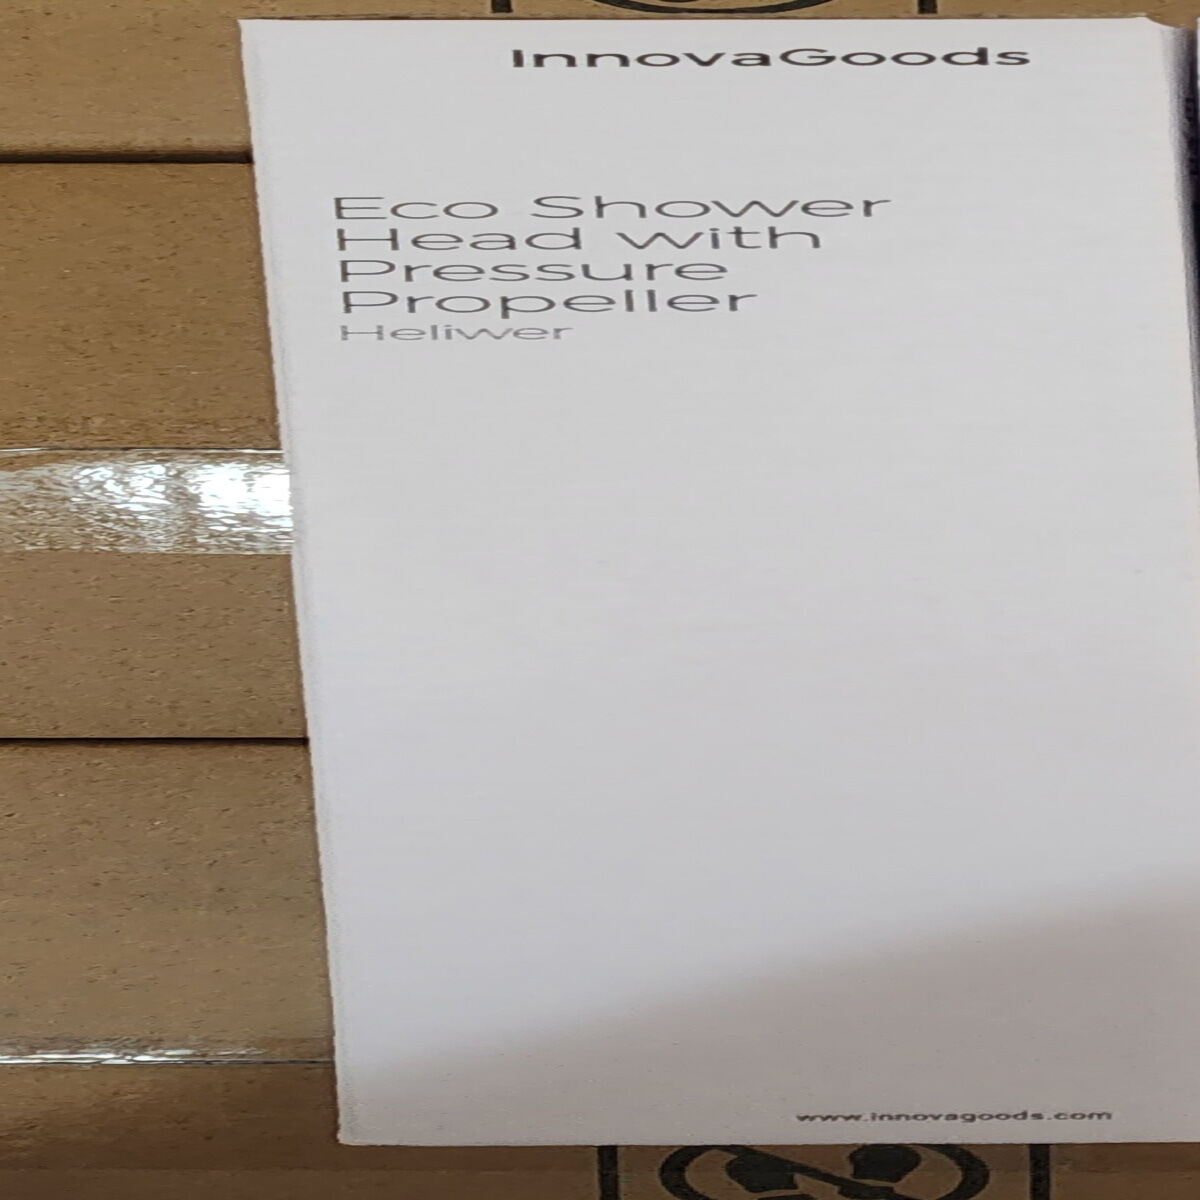 InnovaGoods
Eco Shower
Head with
Pressure
Propeller
Heliwer
www.innovagoods.com